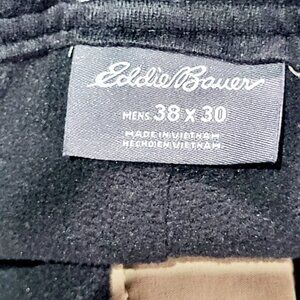 Eddie Bauer
MENS 38 x 30
MADE IN VIETNAM
HECHO EN VIETNAM